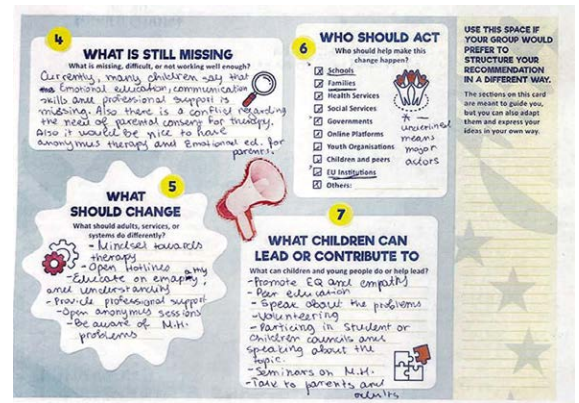 4
WHAT IS STILL MISSING
What is missing, difficult, or not working well enough?
Currently, many children say that
Emotional education, communication
skills and professional support is
missing. Also there is a conflict regarding
the need of parental consent for therapy.
Also it would be nice to have
anonymus therapy and Emotional ed. for
parents.
5
WHAT
SHOULD CHANGE
What should adults, services, or
systems do differently?
- Mindset towards
therapy
- Open hotlines
- Educate on empathy
and understanding
- Provide professional support
- Open anonymus sessions
- Be aware of M.H.
problems
6
WHO SHOULD ACT
Who should help make this
change happen?
Schools
Families
Health Services
Social Services
Governments
Online Platforms
Youth Organisations
Children and peers
EU Institutions
Others:
* — underlined
means
major
actors
7
WHAT CHILDREN CAN
LEAD OR CONTRIBUTE TO
What can children and young people do or help lead?
- Promote EQ and empathy
- Peer education
- Speak about the problems
- Volunteering
- Particing in Student or
children councils and
speaking about the
topic.
- Seminars on M.H.
- Talk to parents and
adults
USE THIS SPACE IF
YOUR GROUP WOULD
PREFER TO
STRUCTURE YOUR
RECOMMENDATION
IN A DIFFERENT WAY.
The sections on this card
are meant to guide you,
but you can also adapt
them and express your
ideas in your own way.